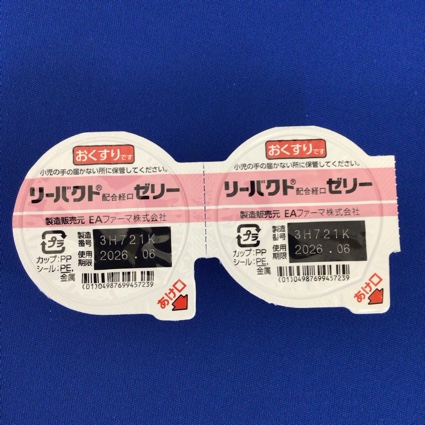 おくすりです
小児の手の届かない所に保管してください。
リーバクト®配合経口ゼリー
製造販売元 EAファーマ株式会社
プラ
製造番号 3H721K
使用期限 2026.06
カップ:PP
シール:PE,金属
(01)04987699457239
あけ口
おくすりです
小児の手の届かない所に保管してください。
リーバクト®配合経口ゼリー
製造販売元 EAファーマ株式会社
プラ
製造番号 3H721K
使用期限 2026.06
カップ:PP
シール:PE,金属
(01)04987699457239
あけ口